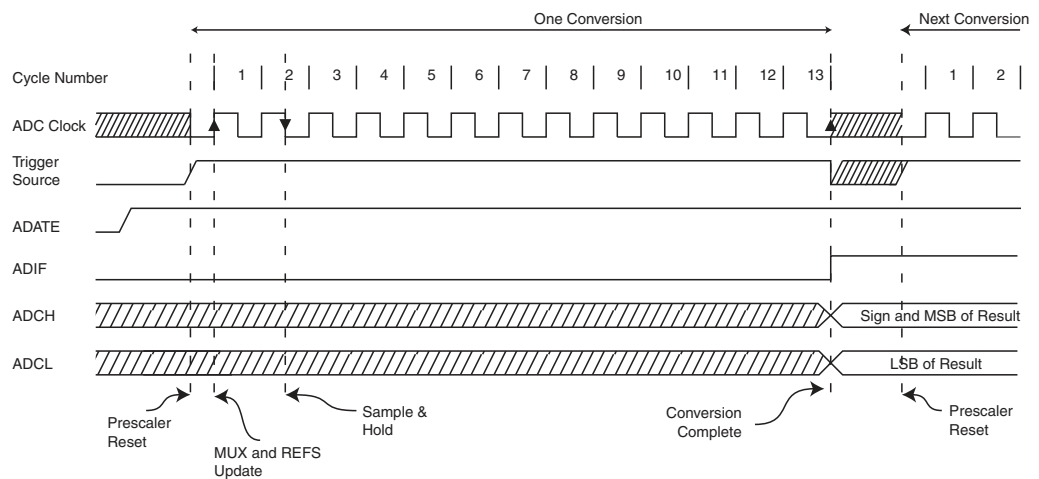 One Conversion
Next Conversion
Cycle Number
1 2 3 4 5 6 7 8 9 10 11 12 13 1 2
ADC Clock
Trigger
Source
ADATE
ADIF
ADCH
Sign and MSB of Result
ADCL
LSB of Result
Prescaler
Reset
MUX and REFS
Update
Sample &
Hold
Conversion
Complete
Prescaler
Reset